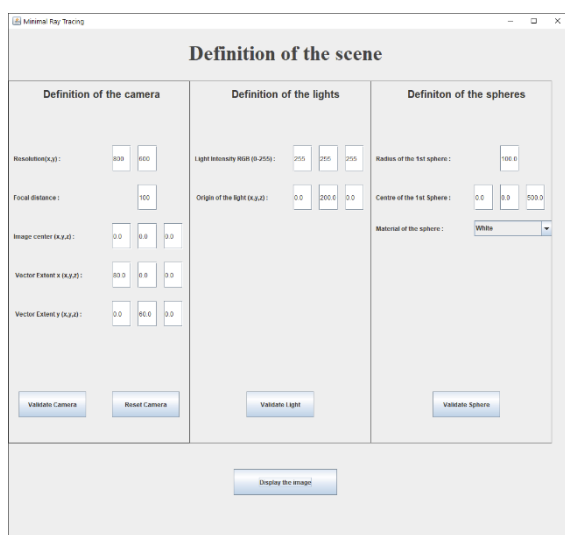 Minimal Ray Tracing
Definition of the scene
Definition of the camera
Resolution(x,y) : 800 600
Focal distance : 100
Image center (x,y,z) : 0.0 0.0 0.0
Vector Extent x (x,y,z) : 80.0 0.0 0.0
Vector Extent y (x,y,z) : 0.0 60.0 0.0
Validate Camera Reset Camera
Definition of the lights
Light Intensity RGB (0-255) : 255 255 255
Origin of the light (x,y,z) : 0.0 200.0 0.0
Validate Light
Definiton of the spheres
Radius of the 1st sphere : 100.0
Centre of the 1st Sphere : 0.0 0.0 500.0
Material of the sphere : White
Validate Sphere
Display the image